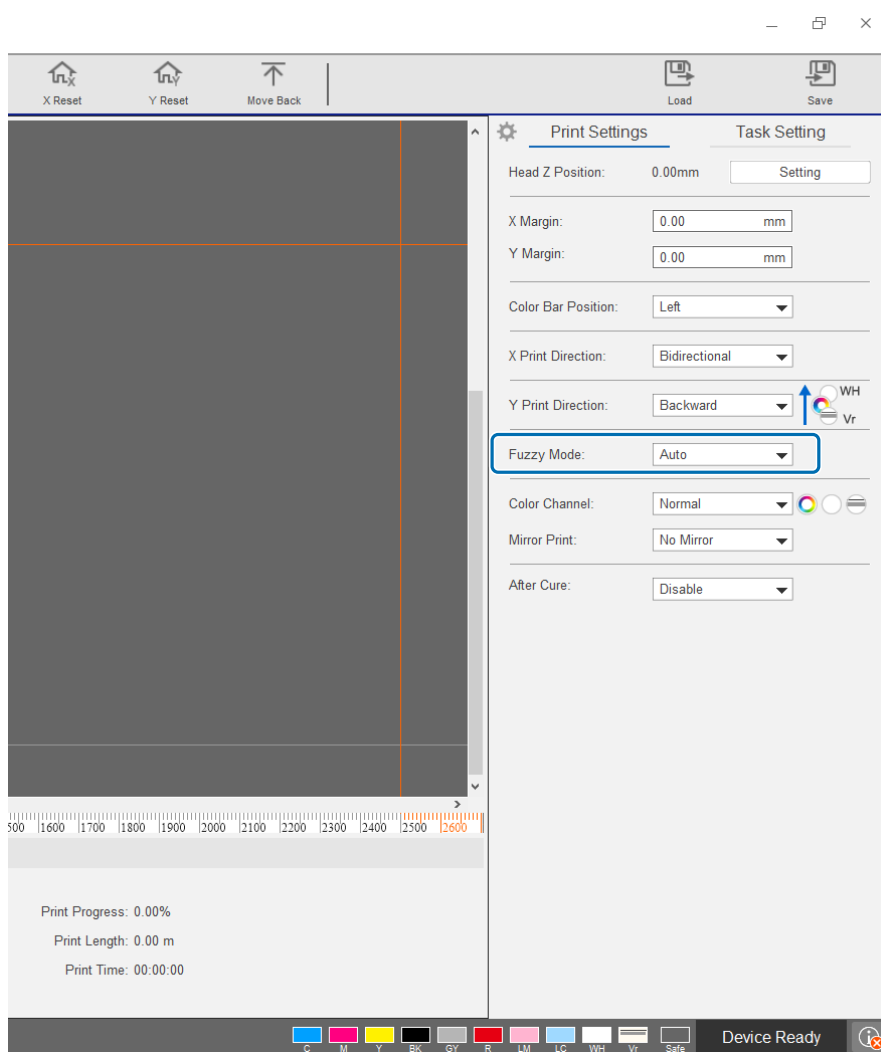 X Reset Y Reset Move Back Load Save
Print Settings Task Setting
Head Z Position: 0.00mm Setting
X Margin: 0.00 mm
Y Margin: 0.00 mm
Color Bar Position: Left
X Print Direction: Bidirectional
WH
Y Print Direction: Backward
Vr
Fuzzy Mode: Auto
Color Channel: Normal
Mirror Print: No Mirror
After Cure: Disable
500 1600 1700 1800 1900 2000 2100 2200 2300 2400 2500 2600
Print Progress: 0.00%
Print Length: 0.00 m
Print Time: 00:00:00
Device Ready
C M Y BK GY R LM LC WH Vr Safe